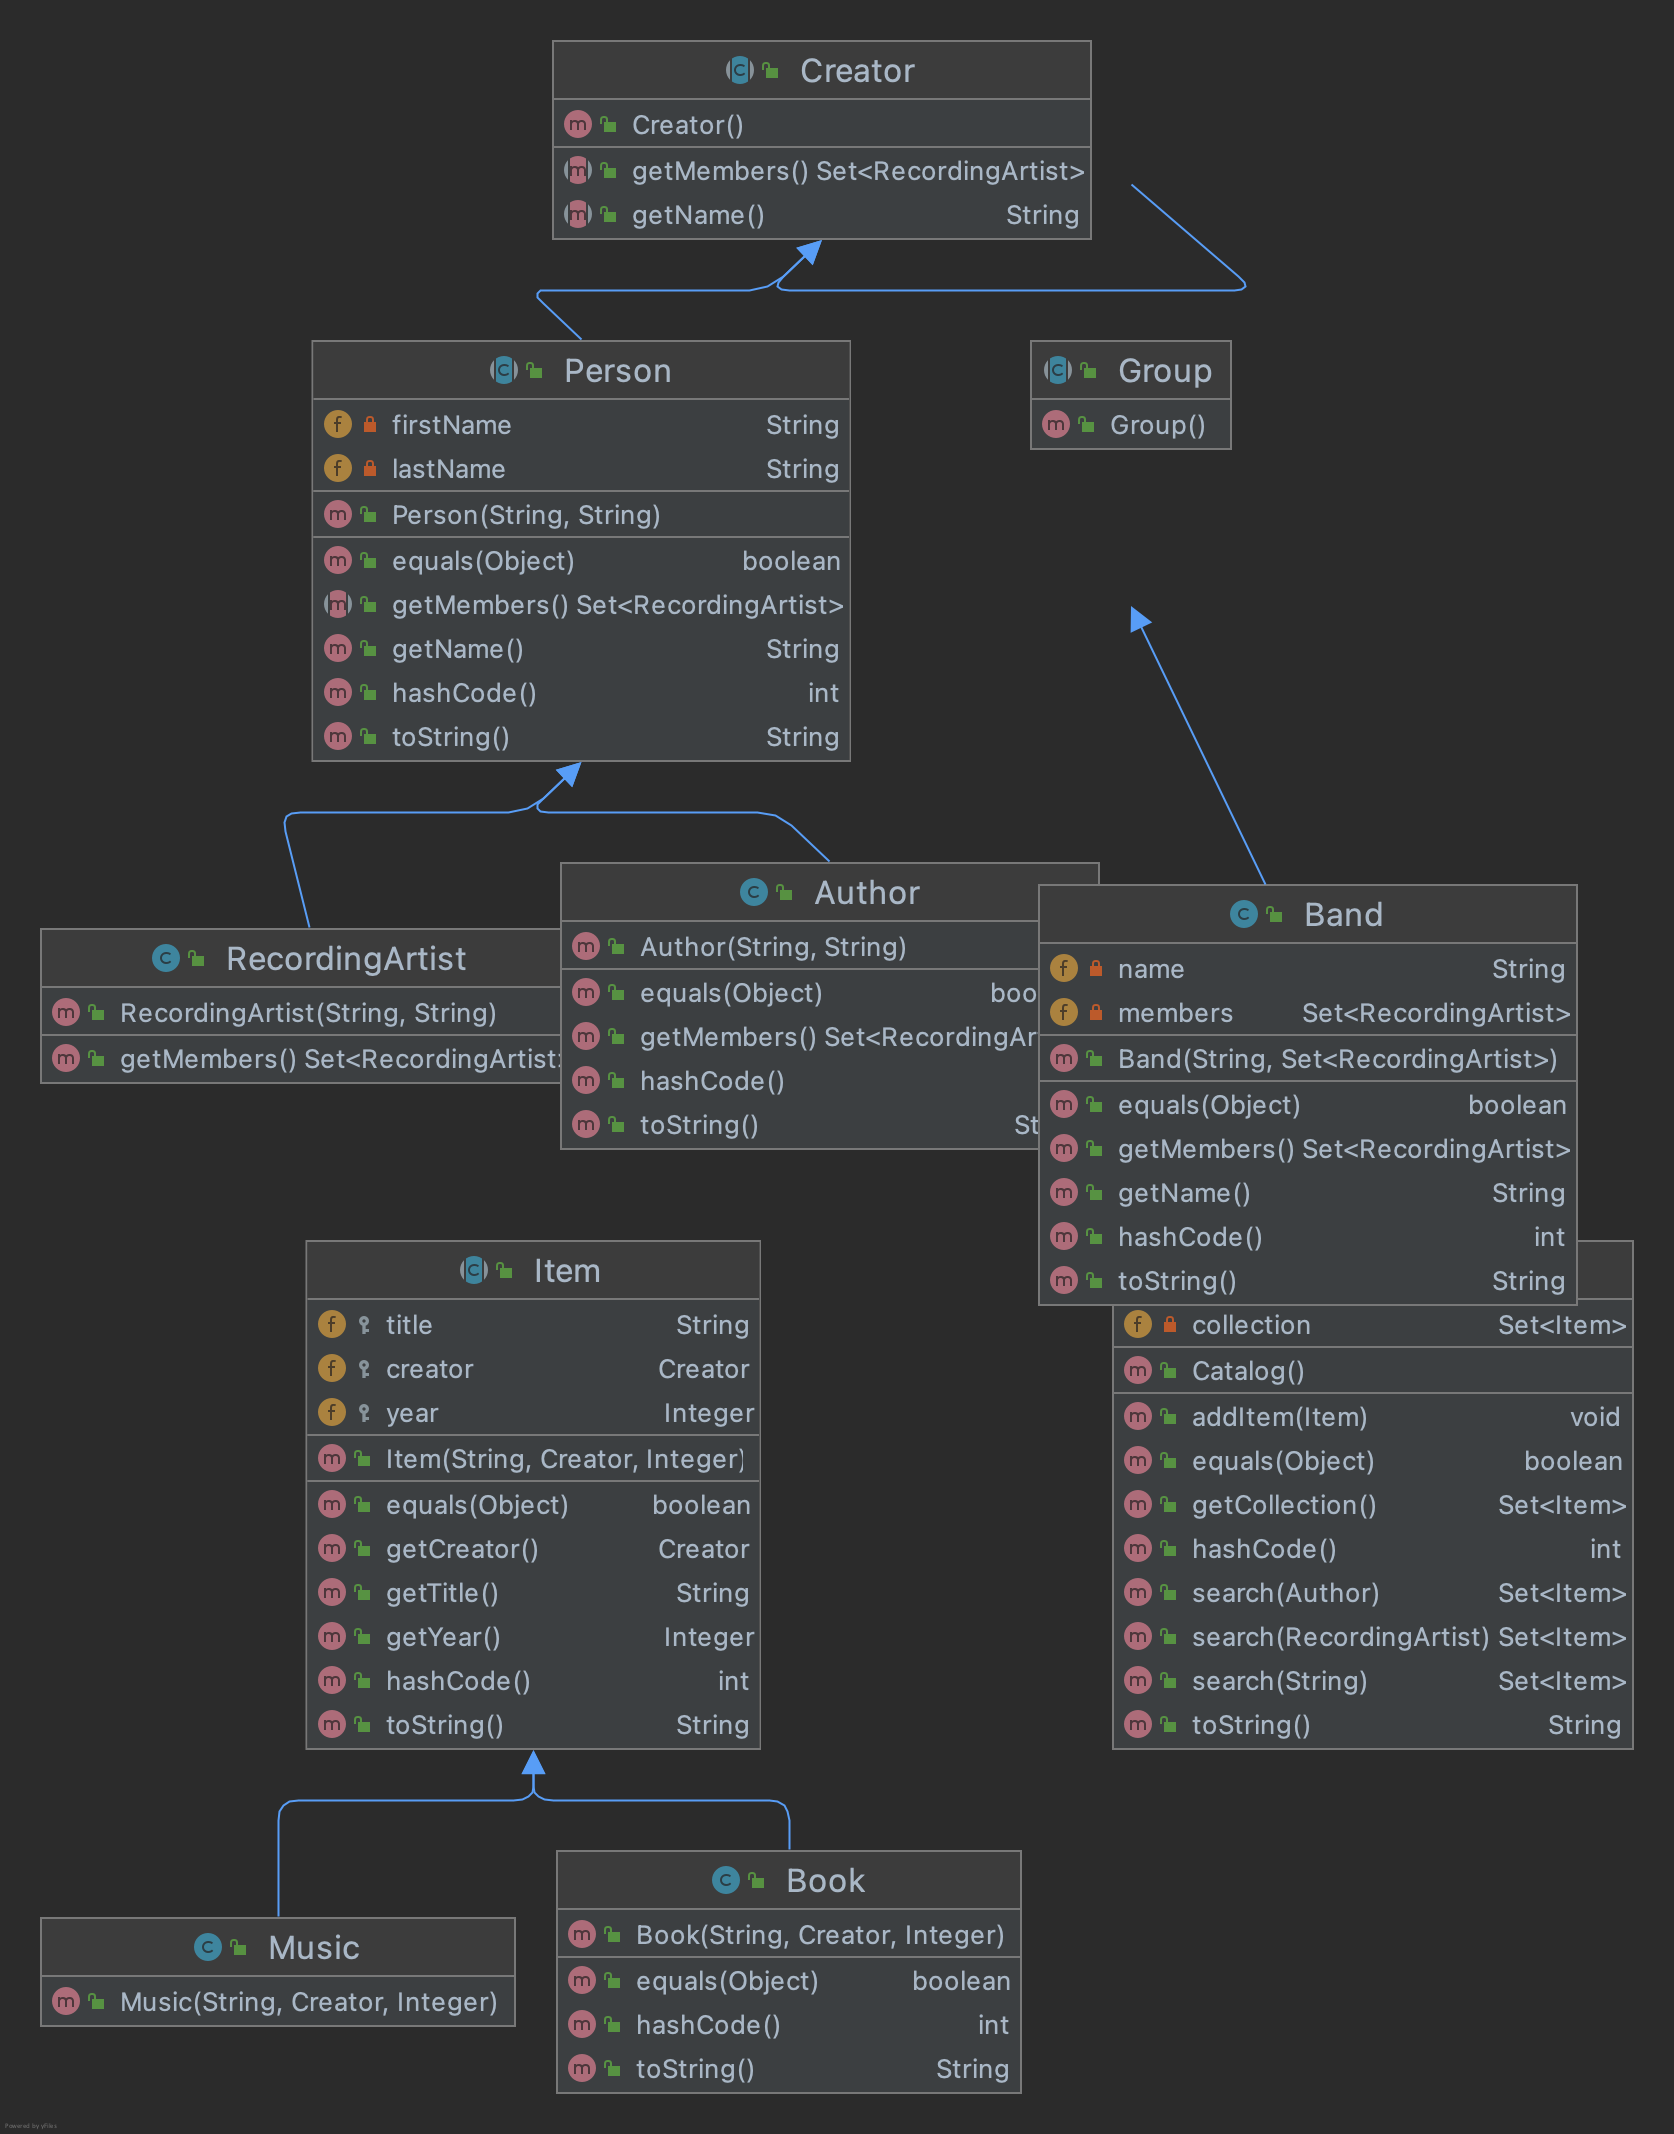 Creator
Creator()
getMembers() Set<RecordingArtist>
getName() String
Person
firstName String
lastName String
Person(String, String)
equals(Object) boolean
getMembers() Set<RecordingArtist>
getName() String
hashCode() int
toString() String
Group
Group()
RecordingArtist
RecordingArtist(String, String)
getMembers() Set<RecordingArtist
Author
Author(String, String)
equals(Object) boo
getMembers() Set<RecordingAr
hashCode()
toString() St
Band
name String
members Set<RecordingArtist>
Band(String, Set<RecordingArtist>)
equals(Object) boolean
getMembers() Set<RecordingArtist>
getName() String
hashCode() int
toString() String
Item
title String
creator Creator
year Integer
Item(String, Creator, Integer)
equals(Object) boolean
getCreator() Creator
getTitle() String
getYear() Integer
hashCode() int
toString() String
collection Set<Item>
Catalog()
addItem(Item) void
equals(Object) boolean
getCollection() Set<Item>
hashCode() int
search(Author) Set<Item>
search(RecordingArtist) Set<Item>
search(String) Set<Item>
toString() String
Music
Music(String, Creator, Integer)
Book
Book(String, Creator, Integer)
equals(Object) boolean
hashCode() int
toString() String
Powered by yFiles